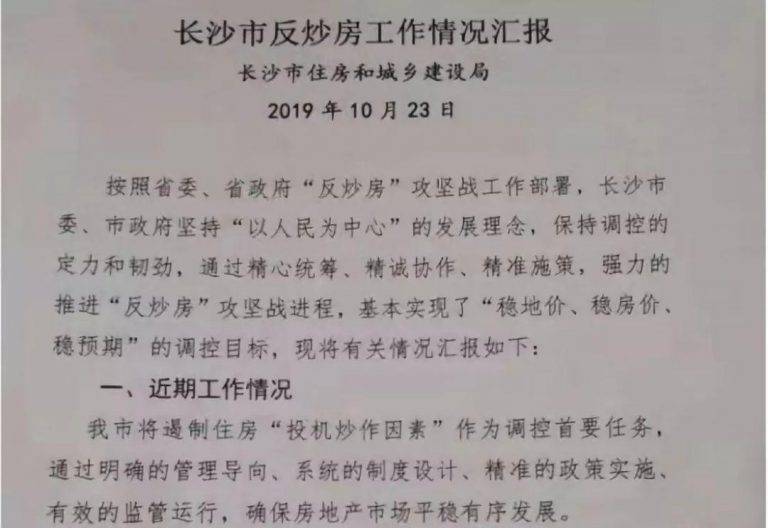 长沙市反炒房工作情况汇报
长沙市住房和城乡建设局
2019 年 10 月 23 日
按照省委、省政府“反炒房”攻坚战工作部署，长沙市
委、市政府坚持“以人民为中心”的发展理念，保持调控的
定力和韧劲，通过精心统筹、精诚协作、精准施策，强力的
推进“反炒房”攻坚战进程，基本实现了“稳地价、稳房价、
稳预期”的调控目标，现将有关情况汇报如下：
一、近期工作情况
我市将遏制住房“投机炒作因素”作为调控首要任务，
通过明确的管理导向、系统的制度设计、精准的政策实施、
有效的监管运行，确保房地产市场平稳有序发展。